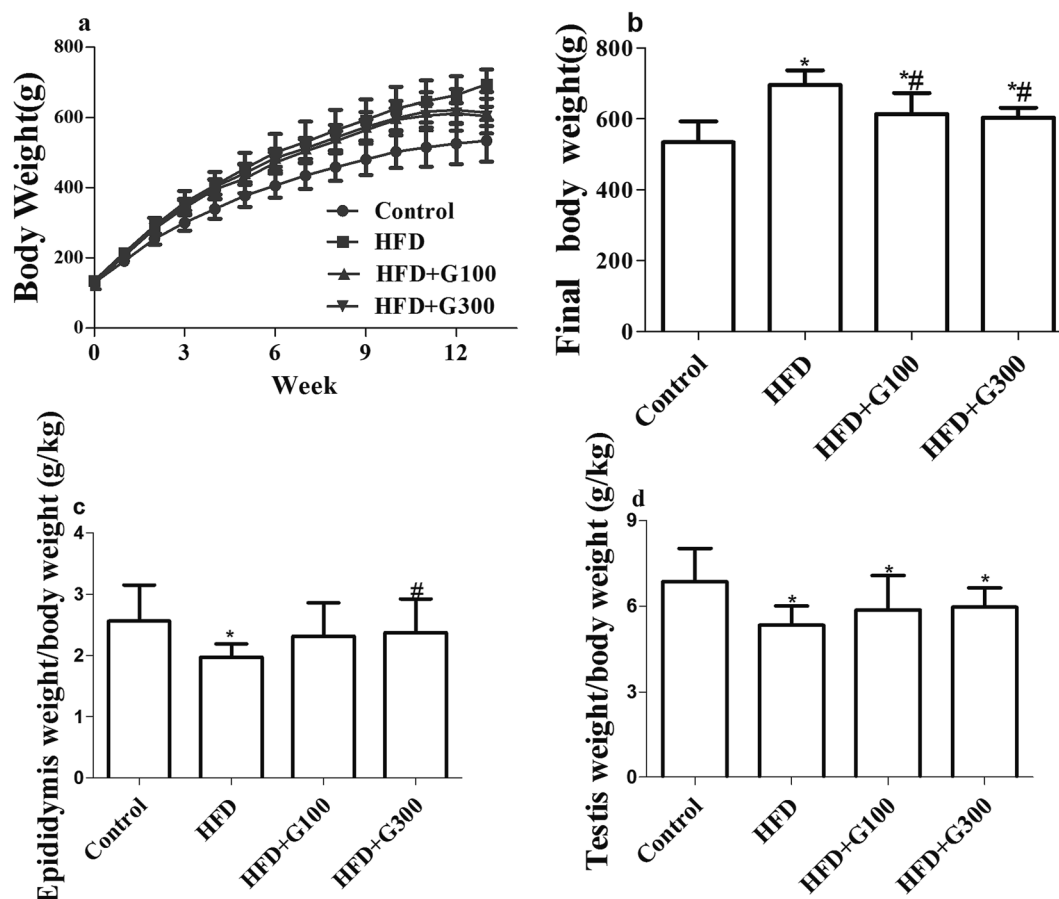 a
Body Weight(g)
800
600
400
200
0
0
3
6
9
12
Week
Control
HFD
HFD+G100
HFD+G300
b
Final body weight(g)
800
600
800
600
0
*
*#
*#
Control
HFD
HFD+G100
HFD+G300
c
Epididymis weight/body weight (g/kg)
4
3
2
1
0
*
#
Control
HFD
HFD+G100
HFD+G300
d
Testis weight/body weight (g/kg)
9
6
3
0
*
*
*
Control
HFD
HFD+G100
HFD+G300